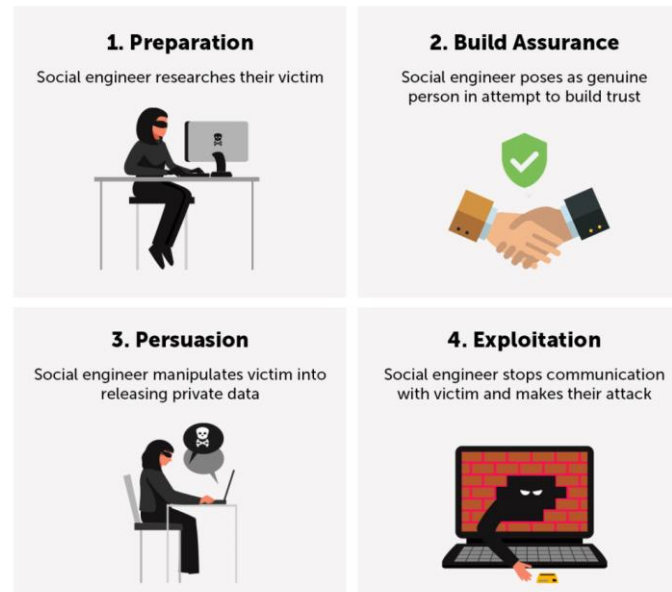 1. Preparation
Social engineer researches their victim
2. Build Assurance
Social engineer poses as genuine
person in attempt to build trust
3. Persuasion
Social engineer manipulates victim into
releasing private data
4. Exploitation
Social engineer stops communication
with victim and makes their attack